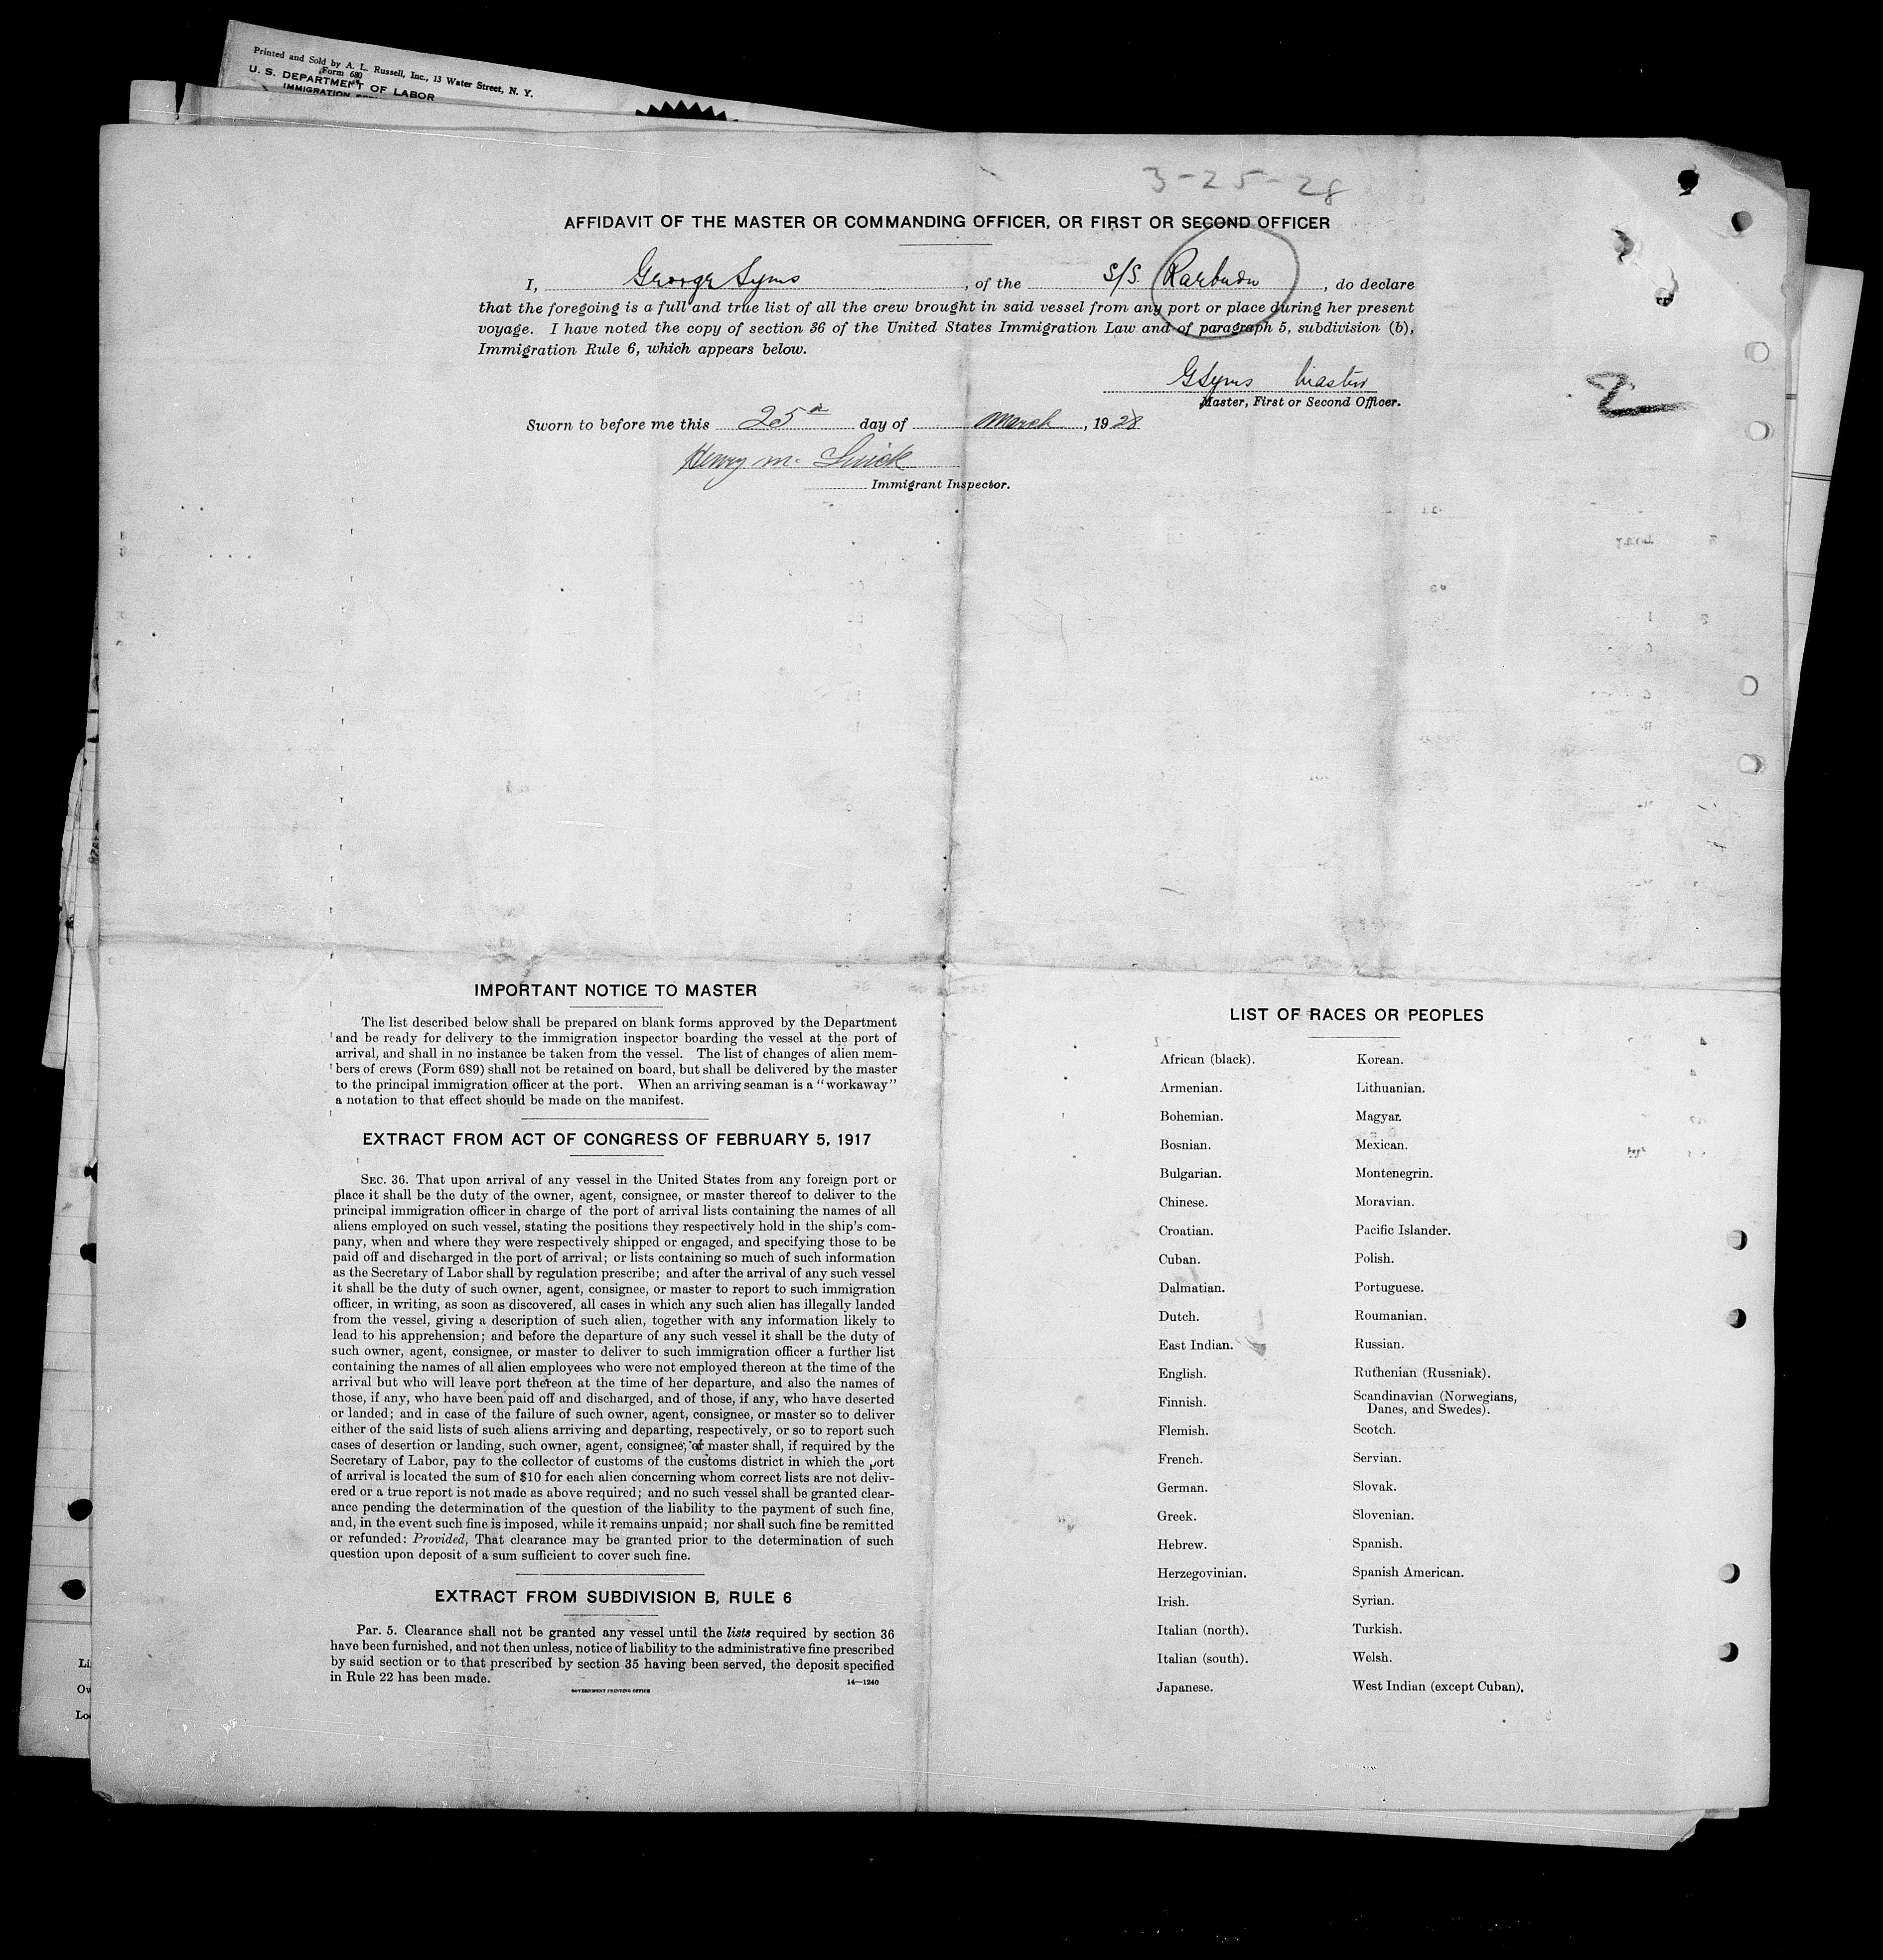 Printed and Sold by A. L. Russell, Inc., 13 Water Street, N. Y.
Form 680
U. S. DEPARTMENT OF LABOR
IMMIGRATION
3-25-28
AFFIDAVIT OF THE MASTER OR COMMANDING OFFICER, OR FIRST OR SECOND OFFICER
I, George Syms, of the S/S., do declare
that the foregoing is a full and true list of all the crew brought in said vessel from any port or place during her present
voyage. I have noted the copy of section 36 of the United States Immigration Law and of paragraph 5, subdivision (b),
Immigration Rule 6, which appears below.
GSyms Master
Master, First or Second Officer.
2
Sworn to before me this 25th day of March, 1928
Henry M.
Immigrant Inspector.
IMPORTANT NOTICE TO MASTER
The list described below shall be prepared on blank forms approved by the Department
and be ready for delivery to the immigration inspector boarding the vessel at the port of
arrival, and shall in no instance be taken from the vessel. The list of changes of alien mem-
bers of crews (Form 689) shall not be retained on board, but shall be delivered by the master
to the principal immigration officer at the port. When an arriving seaman is a "workaway"
a notation to that effect should be made on the manifest.
EXTRACT FROM ACT OF CONGRESS OF FEBRUARY 5, 1917
SEC. 36. That upon arrival of any vessel in the United States from any foreign port or
place it shall be the duty of the owner, agent, consignee, or master thereof to deliver to the
principal immigration officer in charge of the port of arrival lists containing the names of all
aliens employed on such vessel, stating the positions they respectively hold in the ship's com-
pany, when and where they were respectively shipped or engaged, and specifying those to be
paid off and discharged in the port of arrival; or lists containing so much of such information
as the Secretary of Labor shall by regulation prescribe; and after the arrival of any such vessel
it shall be the duty of such owner, agent, consignee, or master to report to such immigration
officer, in writing, as soon as discovered, all cases in which any such alien has illegally landed
from the vessel, giving a description of such alien, together with any information likely to
lead to his apprehension; and before the departure of any such vessel it shall be the duty of
such owner, agent, consignee, or master to deliver to such immigration officer a further list
containing the names of all alien employees who were not employed thereon at the time of the
arrival but who will leave port thereon at the time of her departure, and also the names of
those, if any, who have been paid off and discharged, and of those, if any, who have deserted
or landed; and in case of the failure of such owner, agent, consignee, or master so to deliver
either of the said lists of such aliens arriving and departing, respectively, or so to report such
cases of desertion or landing, such owner, agent, consignee, or master shall, if required by the
Secretary of Labor, pay to the collector of customs of the customs district in which the port
of arrival is located the sum of $10 for each alien concerning whom correct lists are not deliv-
ered or a true report is not made as above required; and no such vessel shall be granted clear-
ance pending the determination of the question of the liability to the payment of such fine,
and, in the event such fine is imposed, while it remains unpaid; nor shall such fine be remitted
or refunded: Provided, That clearance may be granted prior to the determination of such
question upon deposit of a sum sufficient to cover such fine.
EXTRACT FROM SUBDIVISION B, RULE 6
Par. 5. Clearance shall not be granted any vessel until the lists required by section 36
have been furnished, and not then unless, notice of liability to the administrative fine prescribed
by said section or to that prescribed by section 35 having been served, the deposit specified
in Rule 22 has been made.
14—1240
GOVERNMENT PRINTING OFFICE
LIST OF RACES OR PEOPLES
African (black).
Armenian.
Bohemian.
Bosnian.
Bulgarian.
Chinese.
Croatian.
Cuban.
Dalmatian.
Dutch.
East Indian.
English.
Finnish.
Flemish.
French.
German.
Greek.
Hebrew.
Herzegovinian.
Irish.
Italian (north).
Italian (south).
Japanese.
Korean.
Lithuanian.
Magyar.
Mexican.
Montenegrin.
Moravian.
Pacific Islander.
Polish.
Portuguese.
Roumanian.
Russian.
Ruthenian (Russniak).
Scandinavian (Norwegians,
Danes, and Swedes).
Scotch.
Servian.
Slovak.
Slovenian.
Spanish.
Spanish American.
Syrian.
Turkish.
Welsh.
West Indian (except Cuban).